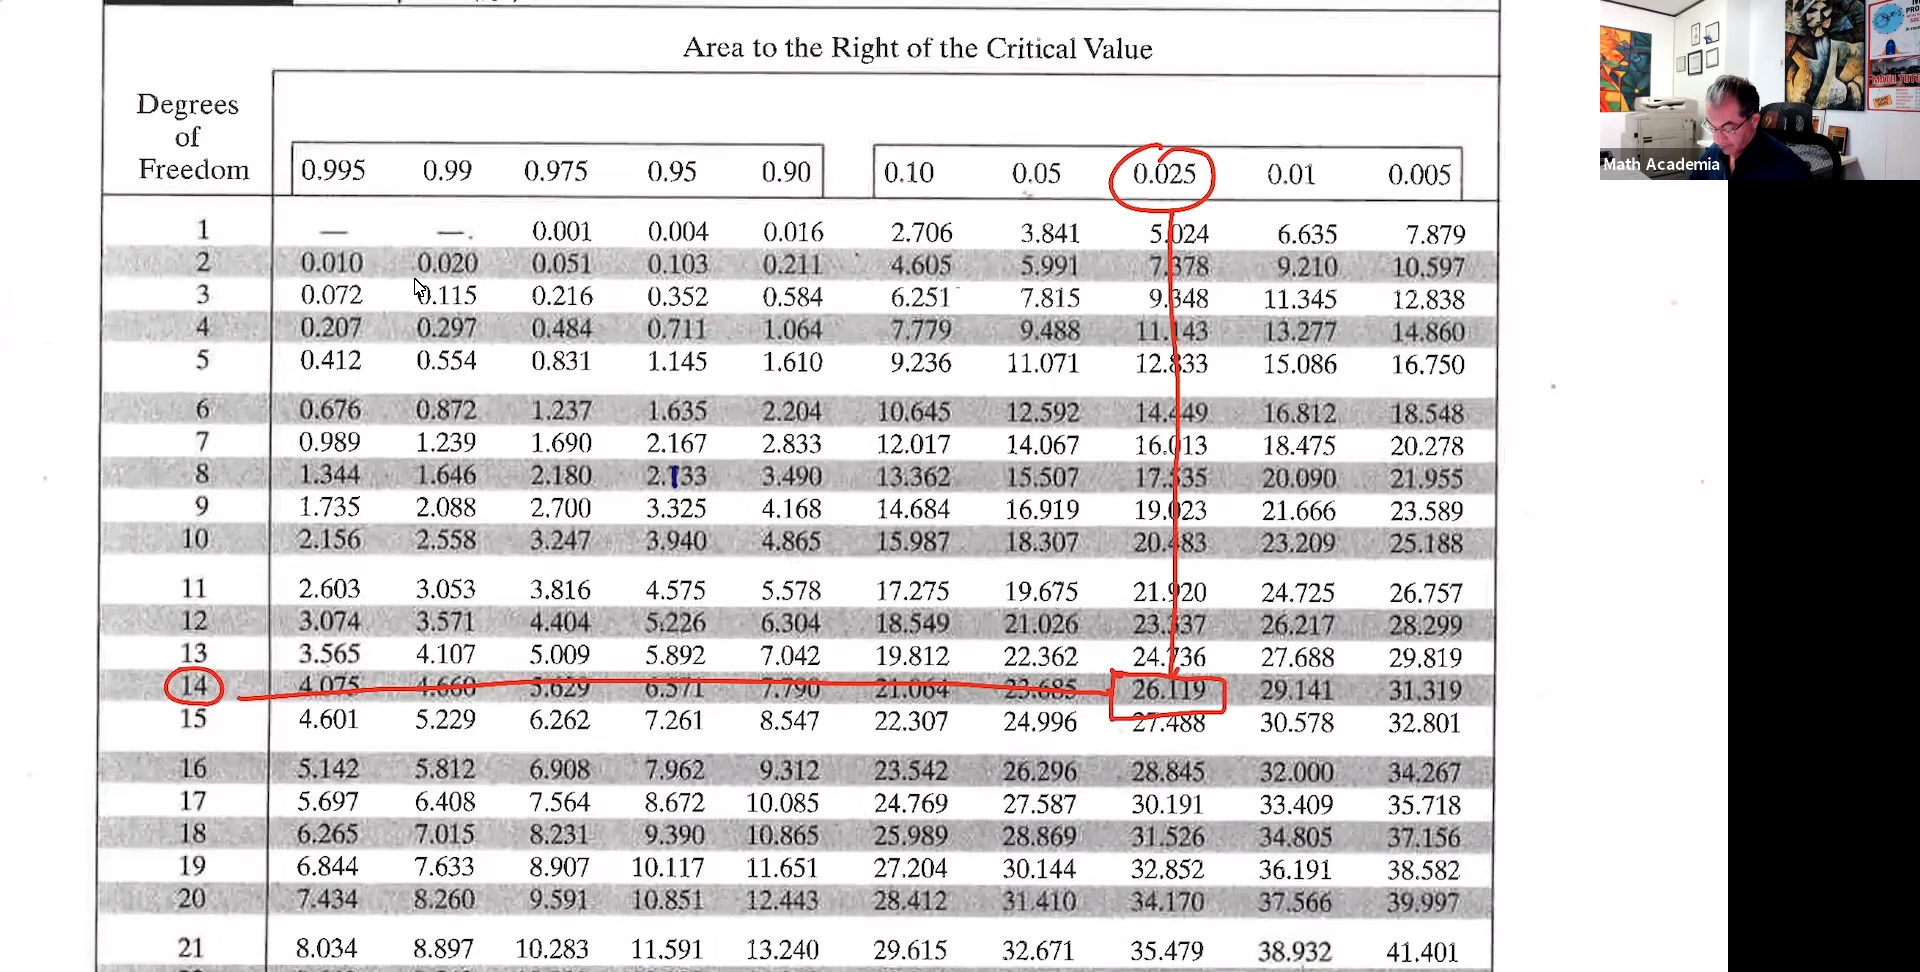 Area to the Right of the Critical Value
Degrees
of
Freedom
0.995 0.99 0.975 0.95 0.90 0.10 0.05 0.025 0.01 0.005
1 — — 0.001 0.004 0.016 2.706 3.841 5.024 6.635 7.879
2 0.010 0.020 0.051 0.103 0.211 4.605 5.991 7.378 9.210 10.597
3 0.072 0.115 0.216 0.352 0.584 6.251 7.815 9.348 11.345 12.838
4 0.207 0.297 0.484 0.711 1.064 7.779 9.488 11.143 13.277 14.860
5 0.412 0.554 0.831 1.145 1.610 9.236 11.071 12.833 15.086 16.750
6 0.676 0.872 1.237 1.635 2.204 10.645 12.592 14.449 16.812 18.548
7 0.989 1.239 1.690 2.167 2.833 12.017 14.067 16.013 18.475 20.278
8 1.344 1.646 2.180 2.733 3.490 13.362 15.507 17.535 20.090 21.955
9 1.735 2.088 2.700 3.325 4.168 14.684 16.919 19.023 21.666 23.589
10 2.156 2.558 3.247 3.940 4.865 15.987 18.307 20.483 23.209 25.188
11 2.603 3.053 3.816 4.575 5.578 17.275 19.675 21.920 24.725 26.757
12 3.074 3.571 4.404 5.226 6.304 18.549 21.026 23.337 26.217 28.299
13 3.565 4.107 5.009 5.892 7.042 19.812 22.362 24.736 27.688 29.819
14 4.075 4.660 5.629 6.571 7.790 21.064 23.685 26.119 29.141 31.319
15 4.601 5.229 6.262 7.261 8.547 22.307 24.996 27.488 30.578 32.801
16 5.142 5.812 6.908 7.962 9.312 23.542 26.296 28.845 32.000 34.267
17 5.697 6.408 7.564 8.672 10.085 24.769 27.587 30.191 33.409 35.718
18 6.265 7.015 8.231 9.390 10.865 25.989 28.869 31.526 34.805 37.156
19 6.844 7.633 8.907 10.117 11.651 27.204 30.144 32.852 36.191 38.582
20 7.434 8.260 9.591 10.851 12.443 28.412 31.410 34.170 37.566 39.997
21 8.034 8.897 10.283 11.591 13.240 29.615 32.671 35.479 38.932 41.401
Math Academia